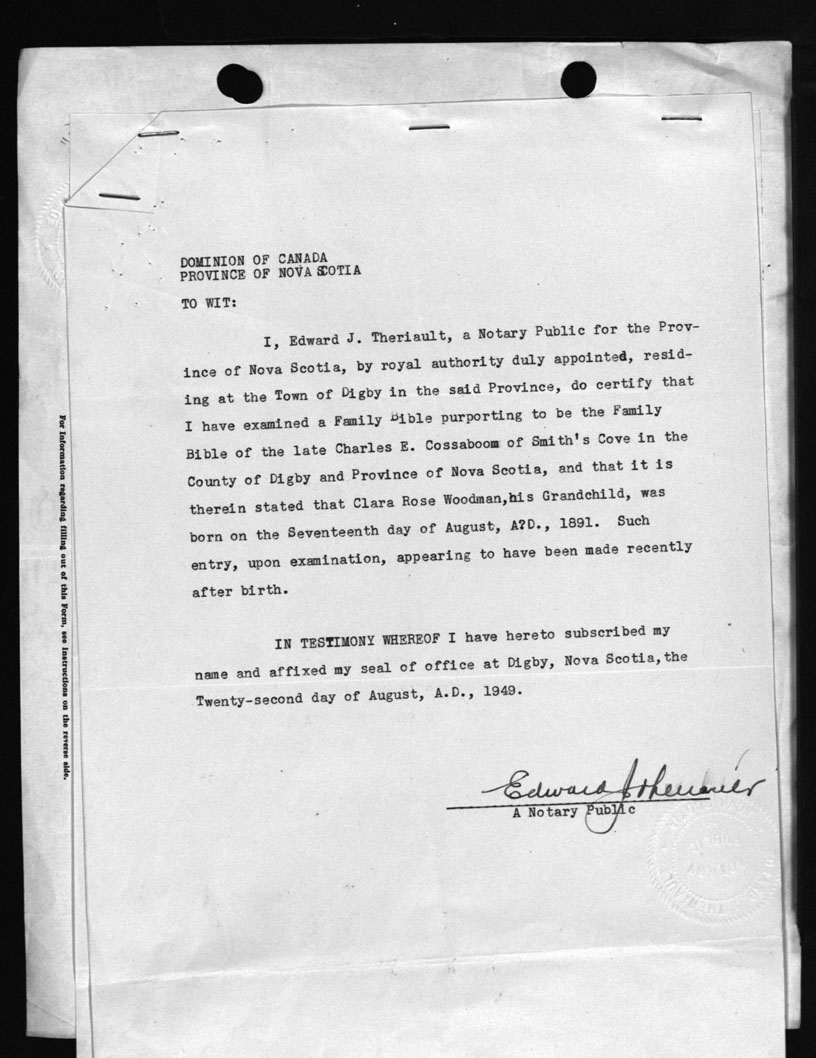 DOMINION OF CANADA
PROVINCE OF NOVA SCOTIA
TO WIT:
I, Edward J. Theriault, a Notary Public for the Prov-
ince of Nova Scotia, by royal authority duly appointed, resid-
ing at the Town of Digby in the said Province, do certify that
I have examined a Family Bible purporting to be the Family
Bible of the late Charles E. Cossaboom of Smith's Cove in the
County of Digby and Province of Nova Scotia, and that it is
therein stated that Clara Rose Woodman,his Grandchild, was
born on the Seventeenth day of August, A?D., 1891. Such
entry, upon examination, appearing to have been made recently
after birth.
IN TESTIMONY WHEREOF I have hereto subscribed my
name and affixed my seal of office at Digby, Nova Scotia,the
Twenty-second day of August, A.D., 1949.
Edward J Theriault
A Notary Public
For Information regarding filling out of this Form, see Instructions on the reverse side.